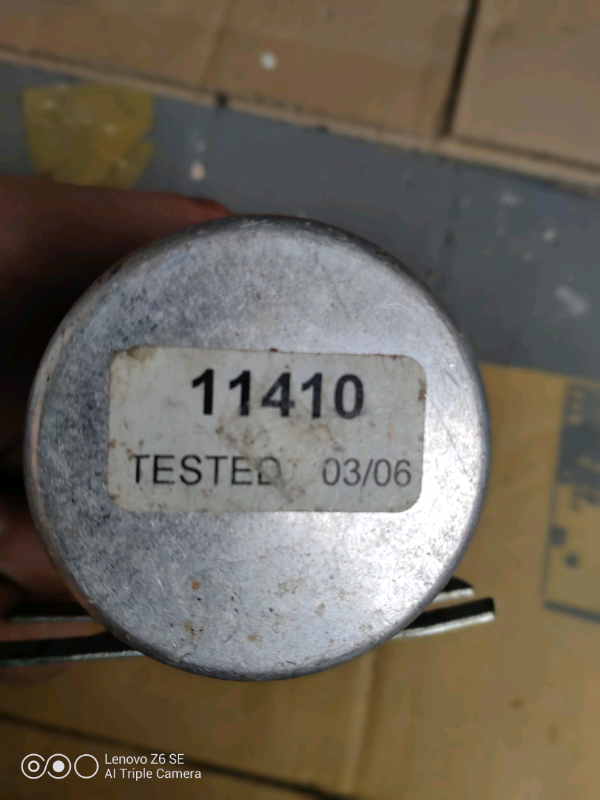 11410
TESTED 03/06
Lenovo Z6 SE
AI Triple Camera